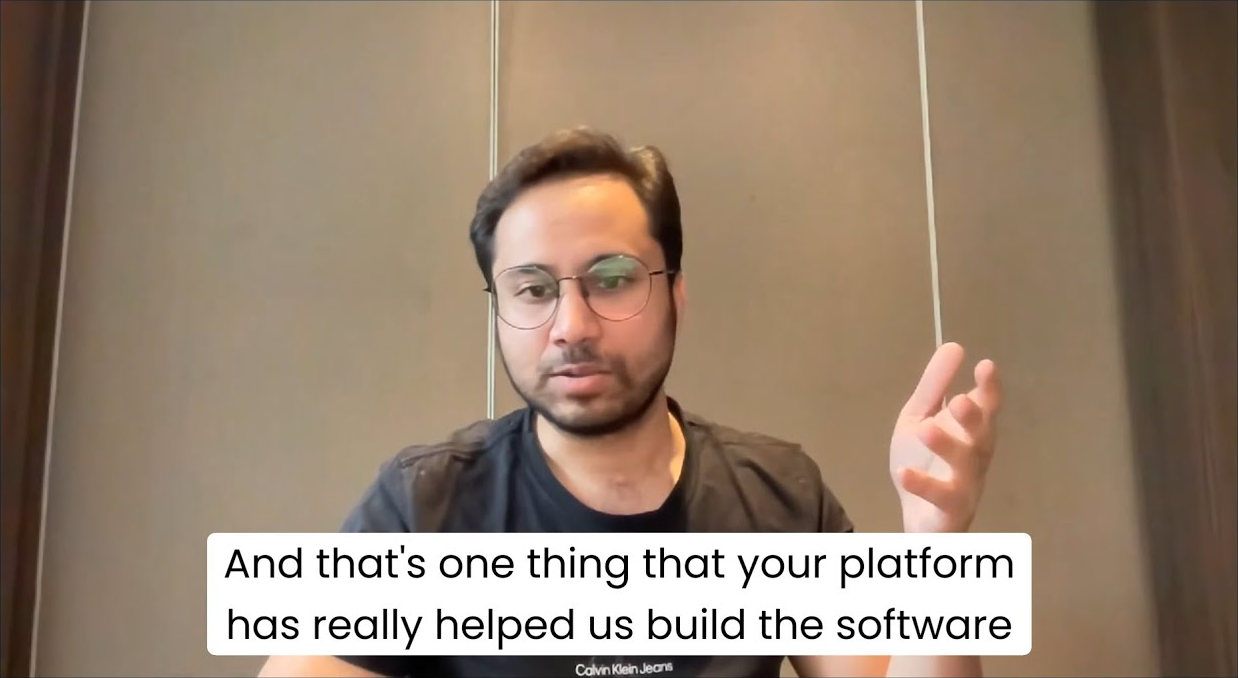 And that's one thing that your platform
has really helped us build the software
Calvin Klein Jeans